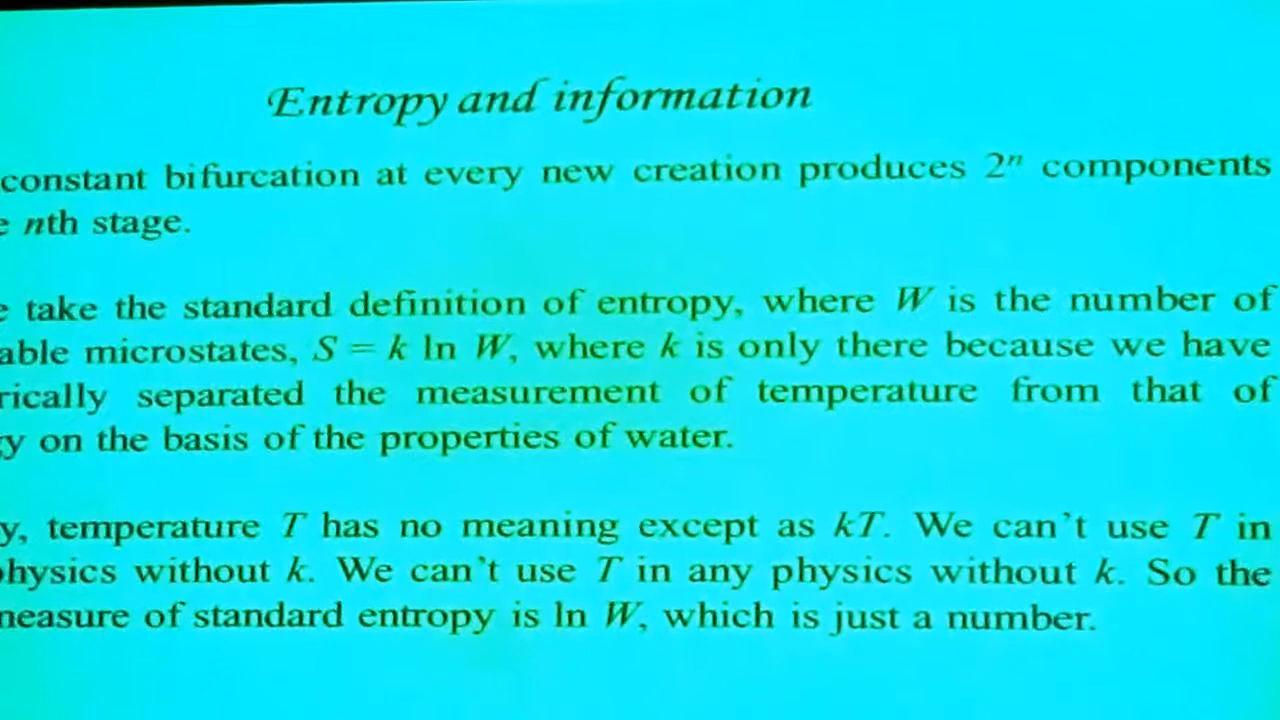 Entropy and information
constant bifurcation at every new creation produces 2ⁿ components
nth stage.
take the standard definition of entropy, where W is the number of
able microstates, S = k ln W, where k is only there because we have
rically separated the measurement of temperature from that of
y on the basis of the properties of water.
y, temperature T has no meaning except as kT. We can't use T in
physics without k. We can't use T in any physics without k. So the
measure of standard entropy is ln W, which is just a number.